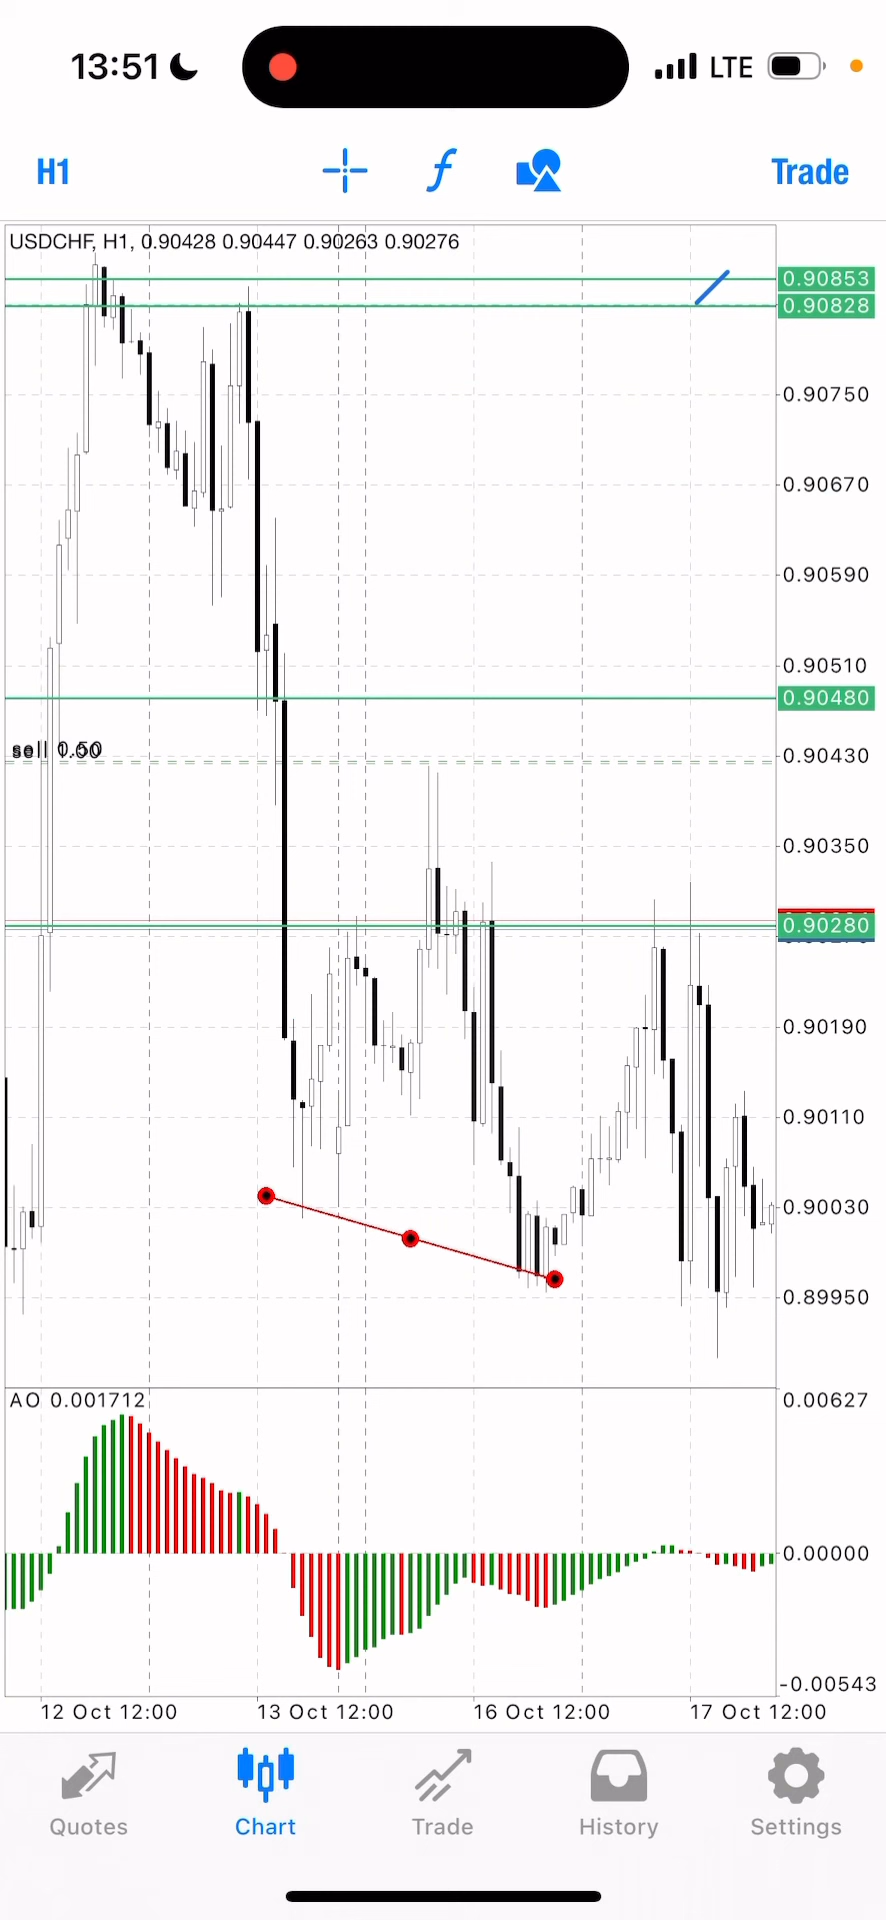 13:51 LTE
H1 f Trade
USDCHF, H1, 0.90428 0.90447 0.90263 0.90276
0.90853
0.90828
0.90750
0.90670
0.90590
0.90510
0.90480
sell
0.90430
0.90350
0.90280
0.90190
0.90110
0.90030
0.89950
AO 0.001712
0.00627
0.00000
-0.00543
12 Oct 12:00 13 Oct 12:00 16 Oct 12:00 17 Oct 12:00
Quotes Chart Trade History Settings